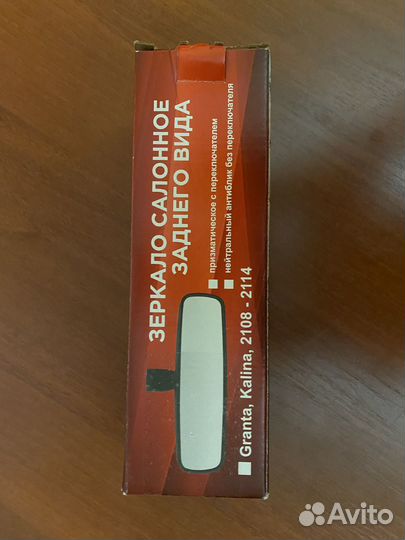 ЗЕРКАЛО САЛОННОЕ
ЗАДНЕГО ВИДА
призматическое с переключателем
нейтральный антиблик без переключателя
Granta, Kalina, 2108 - 2114
Avito